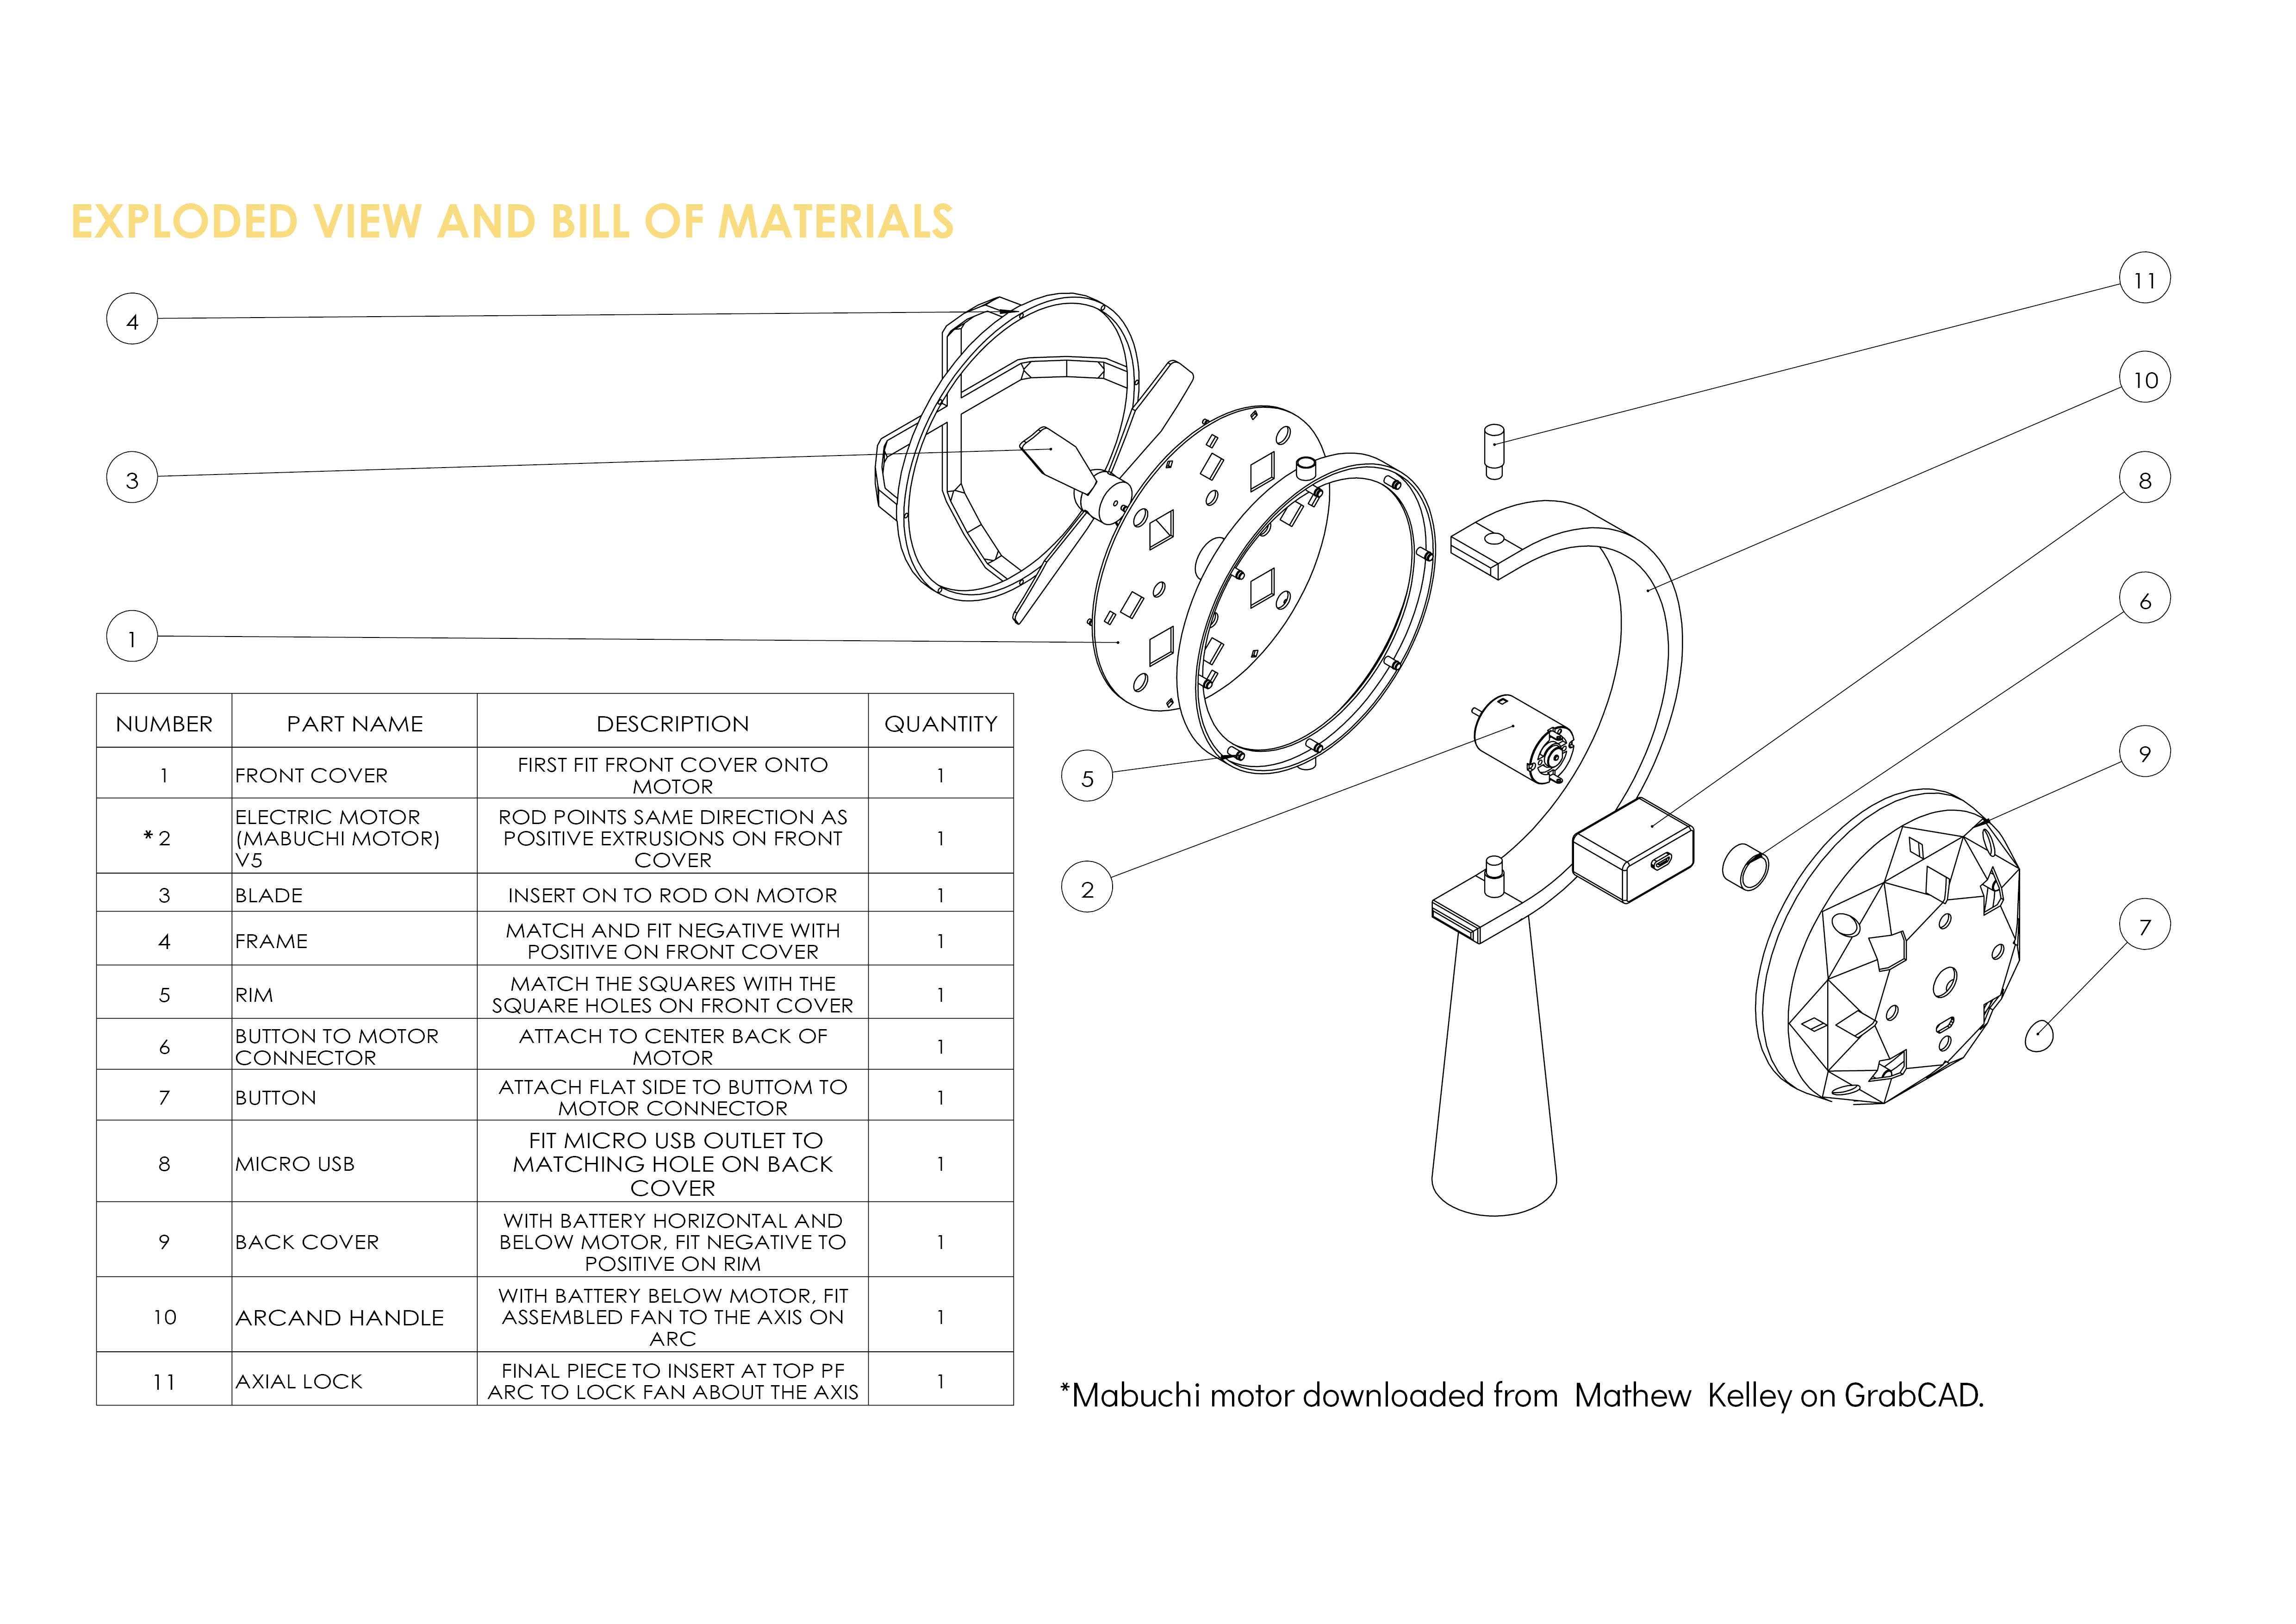 EXPLODED VIEW AND BILL OF MATERIALS
4
3
1
11
10
8
6
9
7
5
2
NUMBER PART NAME DESCRIPTION QUANTITY
1 FRONT COVER FIRST FIT FRONT COVER ONTO
MOTOR 1
*2 ELECTRIC MOTOR
(MABUCHI MOTOR)
V5
ROD POINTS SAME DIRECTION AS
POSITIVE EXTRUSIONS ON FRONT
COVER
1
3 BLADE INSERT ON TO ROD ON MOTOR 1
4 FRAME MATCH AND FIT NEGATIVE WITH
POSITIVE ON FRONT COVER 1
5 RIM MATCH THE SQUARES WITH THE
SQUARE HOLES ON FRONT COVER 1
6 BUTTON TO MOTOR
CONNECTOR
ATTACH TO CENTER BACK OF
MOTOR
1
7 BUTTON ATTACH FLAT SIDE TO BUTTOM TO
MOTOR CONNECTOR 1
8 MICRO USB FIT MICRO USB OUTLET TO
MATCHING HOLE ON BACK
COVER
1
9 BACK COVER WITH BATTERY HORIZONTAL AND
BELOW MOTOR, FIT NEGATIVE TO
POSITIVE ON RIM
1
10 ARCAND HANDLE WITH BATTERY BELOW MOTOR, FIT
ASSEMBLED FAN TO THE AXIS ON
ARC
1
11 AXIAL LOCK FINAL PIECE TO INSERT AT TOP PF
ARC TO LOCK FAN ABOUT THE AXIS 1
*Mabuchi motor downloaded from Mathew Kelley on GrabCAD.